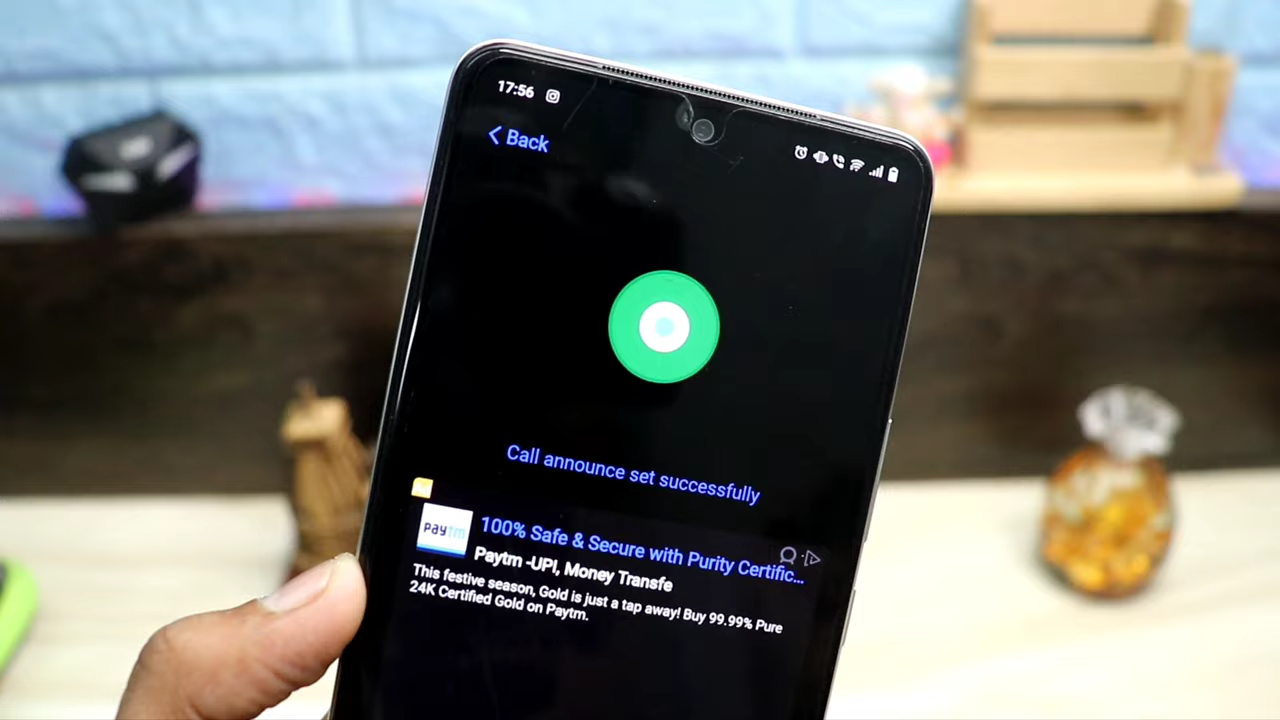 17:56
Back
Call announce set successfully
paytm
100% Safe & Secure with Purity Certific...
Paytm -UPI, Money Transfe
This festive season, Gold is just a tap away! Buy 99.99% Pure
24K Certified Gold on Paytm.